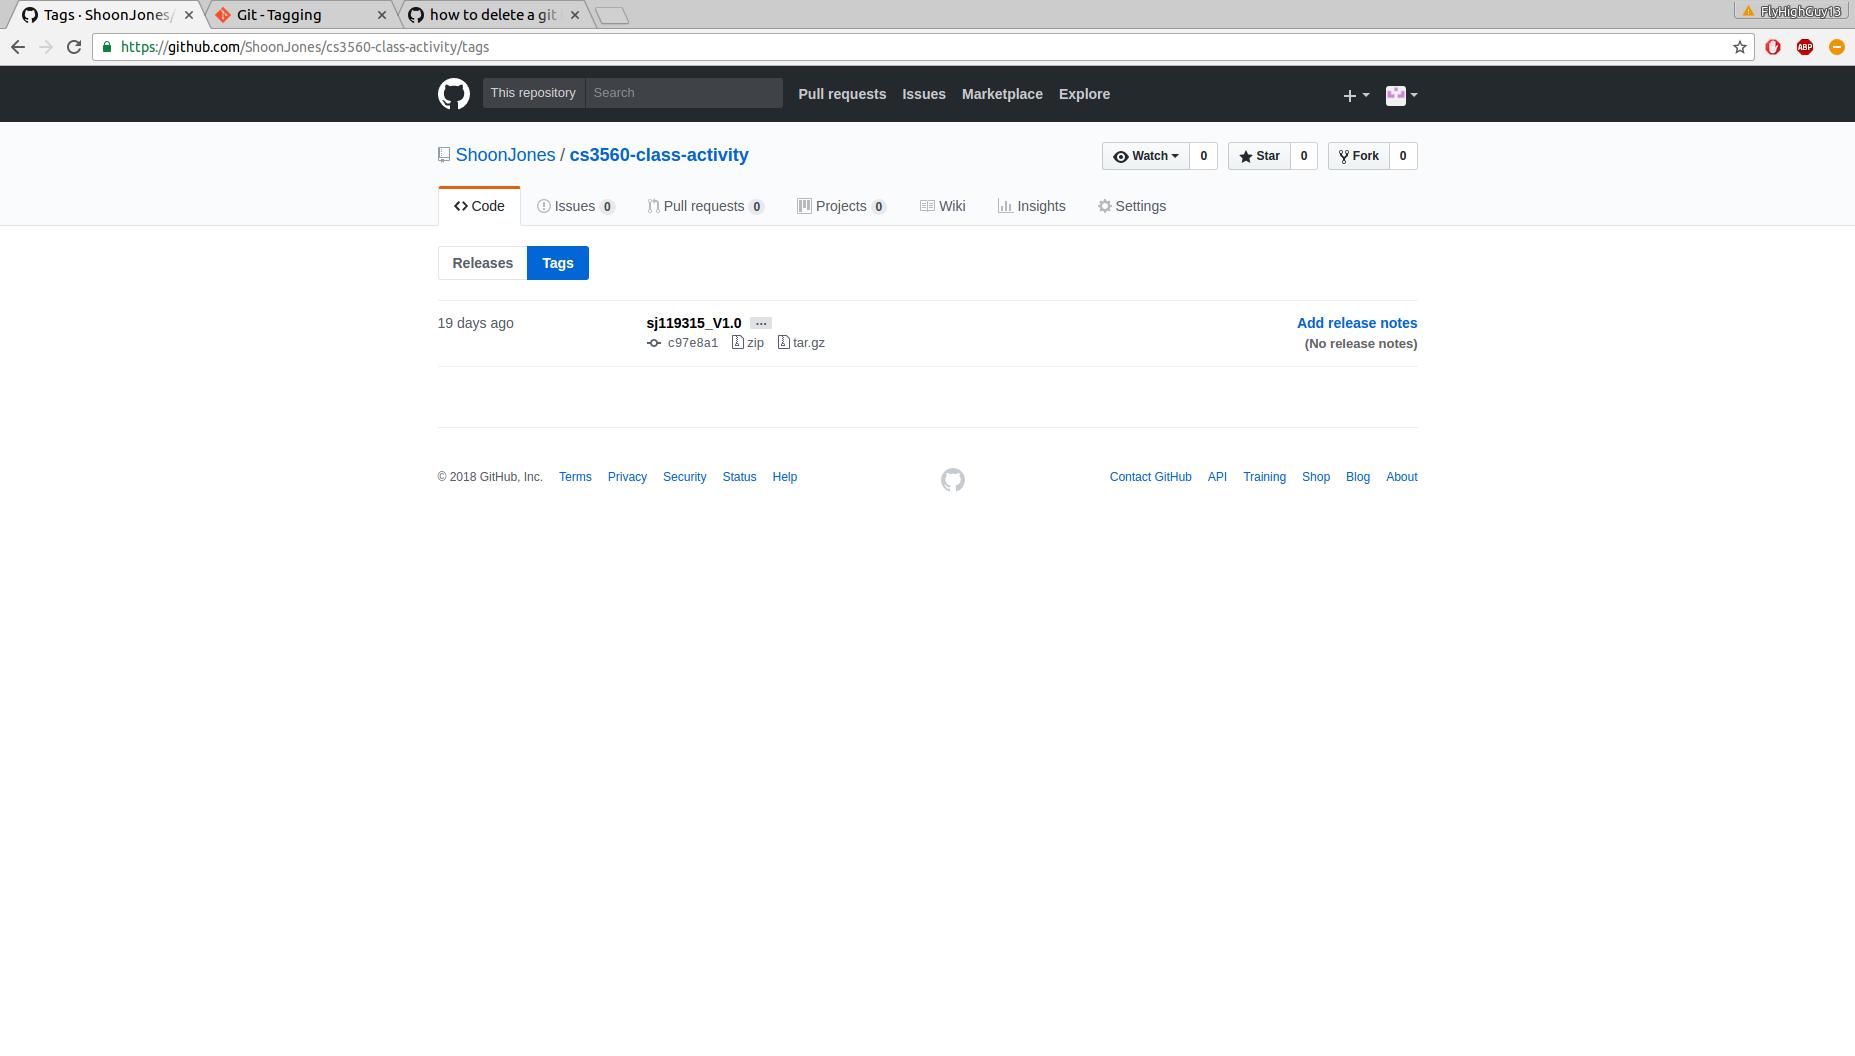 Tags · ShoonJones/
Git - Tagging
how to delete a git
FlyHighGuy13
https://github.com/ShoonJones/cs3560-class-activity/tags
ABP
This repository Search Pull requests Issues Marketplace Explore
ShoonJones / cs3560-class-activity
Watch 0 Star 0 Fork 0
Code Issues 0 Pull requests 0 Projects 0 Wiki Insights Settings
Releases Tags
19 days ago sj119315_V1.0 ... Add release notes
c97e8a1 zip tar.gz (No release notes)
© 2018 GitHub, Inc. Terms Privacy Security Status Help Contact GitHub API Training Shop Blog About